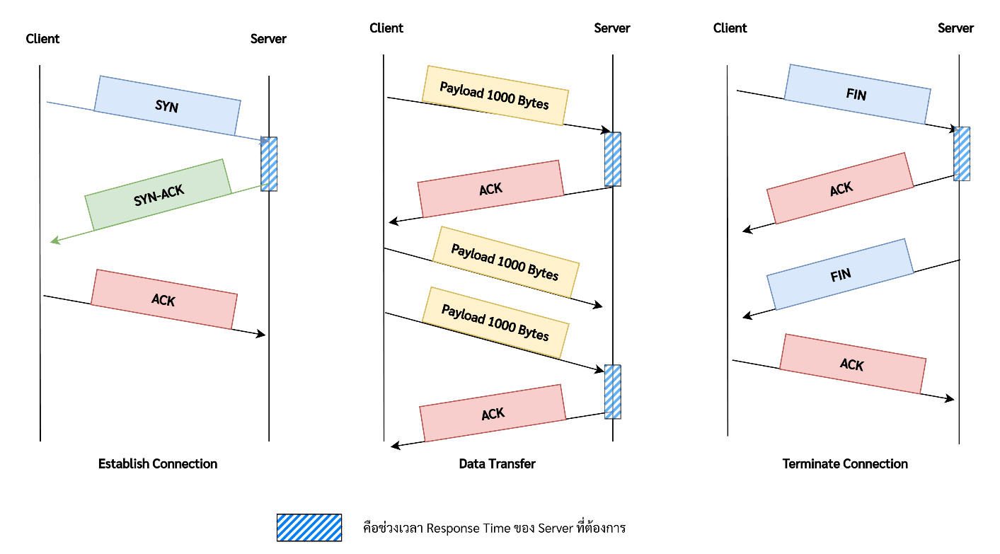 Client
Server
SYN
SYN-ACK
ACK
Establish Connection
Client
Server
Payload 1000 Bytes
ACK
Payload 1000 Bytes
Payload 1000 Bytes
ACK
Data Transfer
Client
Server
FIN
ACK
FIN
ACK
Terminate Connection
คือช่วงเวลา Response Time ของ Server ที่ต้องการ